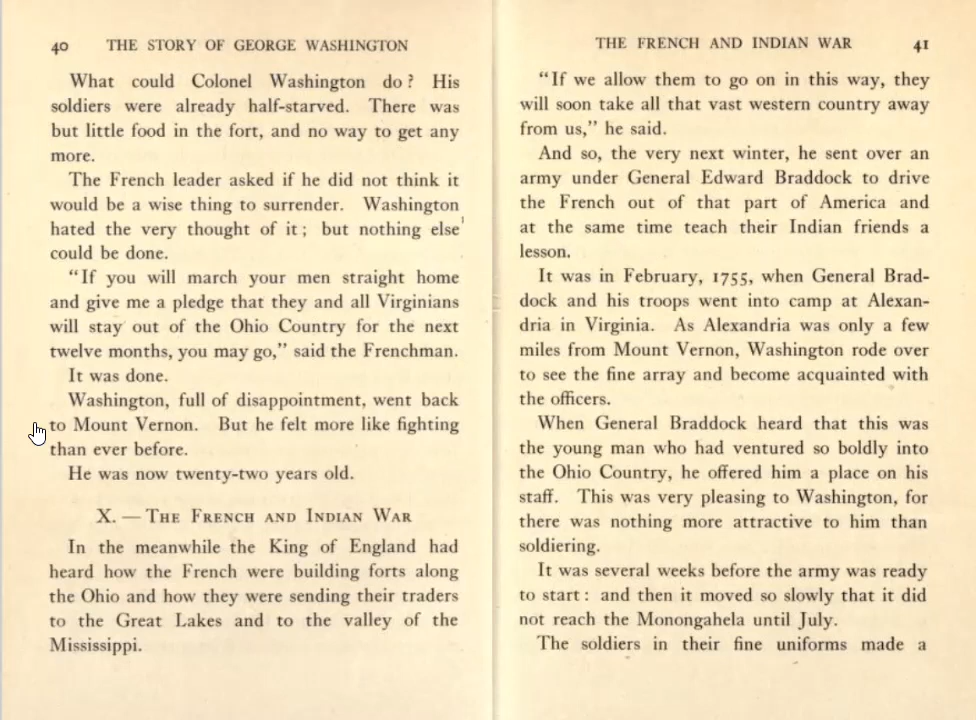 40 THE STORY OF GEORGE WASHINGTON
What could Colonel Washington do? His
soldiers were already half-starved. There was
but little food in the fort, and no way to get any
more.
The French leader asked if he did not think it
would be a wise thing to surrender. Washington
hated the very thought of it; but nothing else
could be done.
"If you will march your men straight home
and give me a pledge that they and all Virginians
will stay out of the Ohio Country for the next
twelve months, you may go," said the Frenchman.
It was done.
Washington, full of disappointment, went back
to Mount Vernon. But he felt more like fighting
than ever before.
He was now twenty-two years old.
X. — THE FRENCH AND INDIAN WAR
In the meanwhile the King of England had
heard how the French were building forts along
the Ohio and how they were sending their traders
to the Great Lakes and to the valley of the
Mississippi.
THE FRENCH AND INDIAN WAR 41
"If we allow them to go on in this way, they
will soon take all that vast western country away
from us," he said.
And so, the very next winter, he sent over an
army under General Edward Braddock to drive
the French out of that part of America and
at the same time teach their Indian friends a
lesson.
It was in February, 1755, when General Brad-
dock and his troops went into camp at Alexan-
dria in Virginia. As Alexandria was only a few
miles from Mount Vernon, Washington rode over
to see the fine array and become acquainted with
the officers.
When General Braddock heard that this was
the young man who had ventured so boldly into
the Ohio Country, he offered him a place on his
staff. This was very pleasing to Washington, for
there was nothing more attractive to him than
soldiering.
It was several weeks before the army was ready
to start: and then it moved so slowly that it did
not reach the Monongahela until July.
The soldiers in their fine uniforms made a